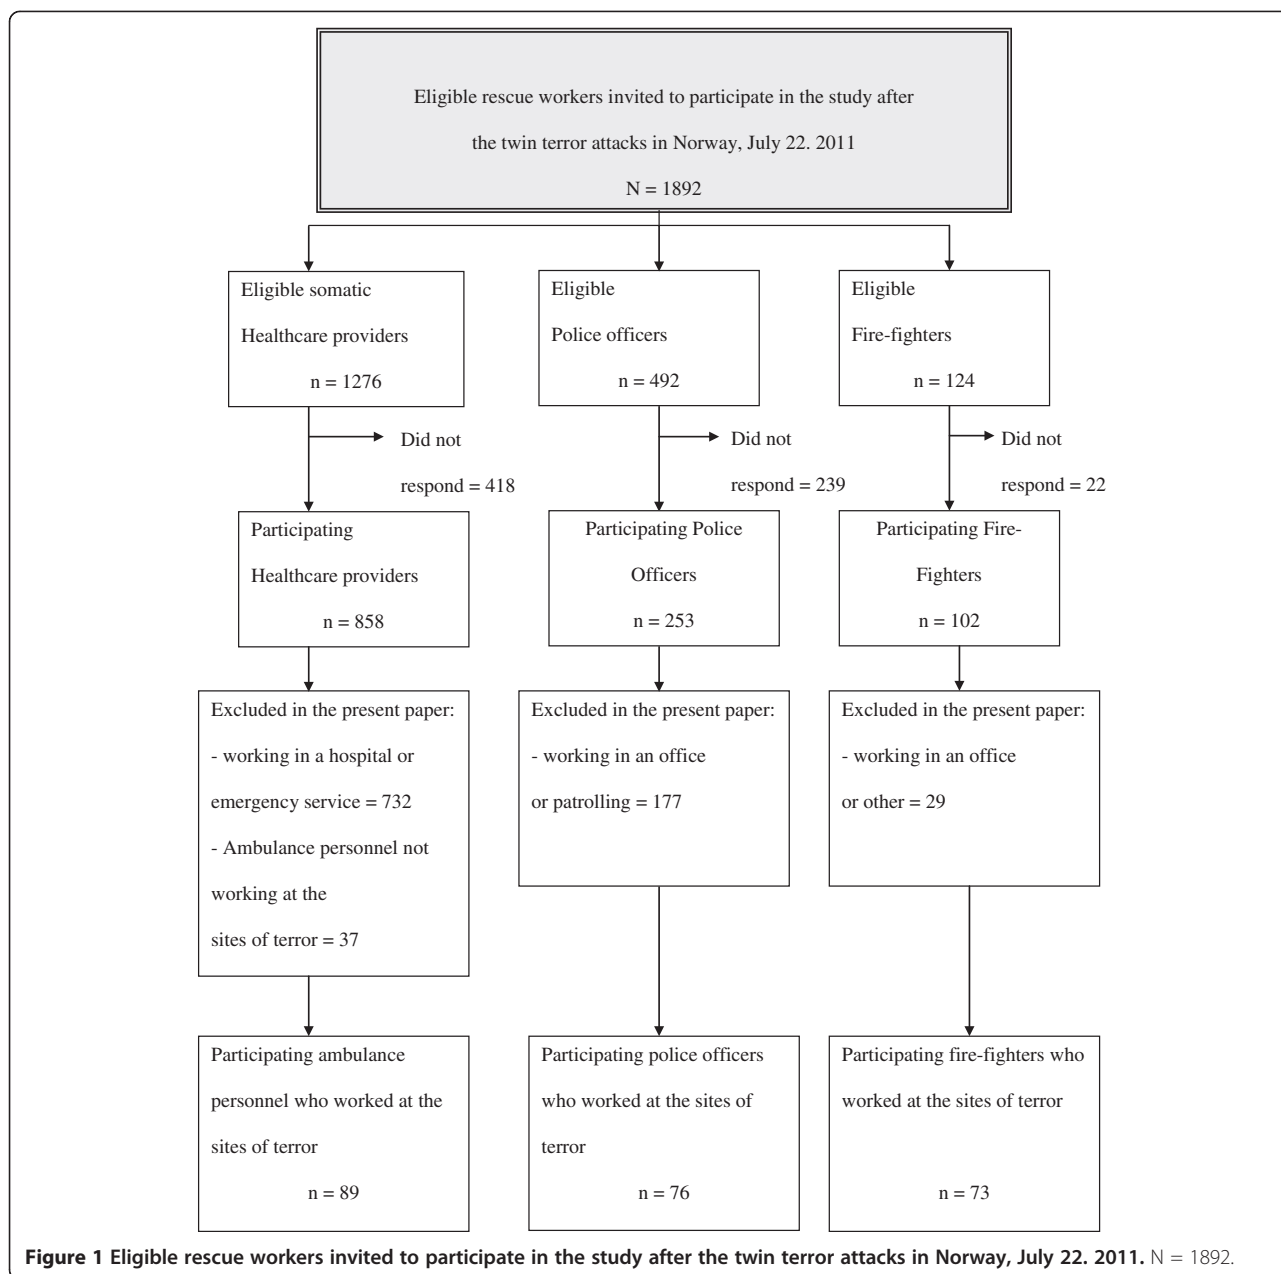 Eligible rescue workers invited to participate in the study after
the twin terror attacks in Norway, July 22. 2011
N = 1892
Eligible somatic
Healthcare providers
n = 1276
Eligible
Police officers
n = 492
Eligible
Fire-fighters
n = 124
Did not
respond = 418
Did not
respond = 239
Did not
respond = 22
Participating
Healthcare providers
n = 858
Participating Police
Officers
n = 253
Participating Fire-
Fighters
n = 102
Excluded in the present paper:
- working in a hospital or
emergency service = 732
- Ambulance personnel not
working at the
sites of terror = 37
Excluded in the present paper:
- working in an office
or patrolling = 177
Excluded in the present paper:
- working in an office
or other = 29
Participating ambulance
personnel who worked at the
sites of terror
n = 89
Participating police officers
who worked at the sites of
terror
n = 76
Participating fire-fighters who
worked at the sites of terror
n = 73
Figure 1 Eligible rescue workers invited to participate in the study after the twin terror attacks in Norway, July 22. 2011. N = 1892.